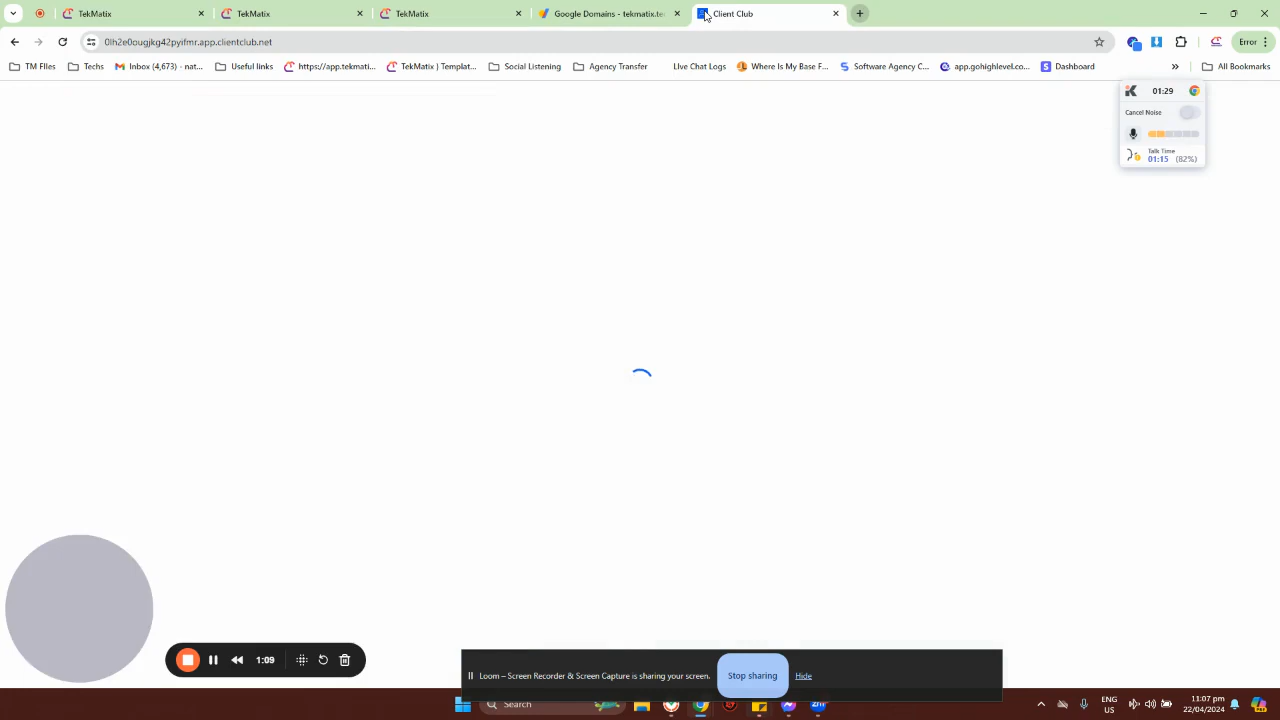 TekMatix
TekMatix
TekMatix
Google Domains - tekmatix.te
Client Club
0lh2e0ougjkg42pyifmr.app.clientclub.net
Error
TM FIles
Techs
Inbox (4,673) - nat...
Useful links
https://app.tekmati...
TekMatix ) Templat...
Social Listening
Agency Transfer
Live Chat Logs
Where Is My Base F...
Software Agency C...
app.gohighlevel.co...
Dashboard
»
All Bookmarks
01:29
Cancel Noise
Talk Time
01:15 (82%)
1:09
Loom – Screen Recorder & Screen Capture is sharing your screen.
Stop sharing
Hide
Search
zm
ENG
US
11:07 pm
22/04/2024